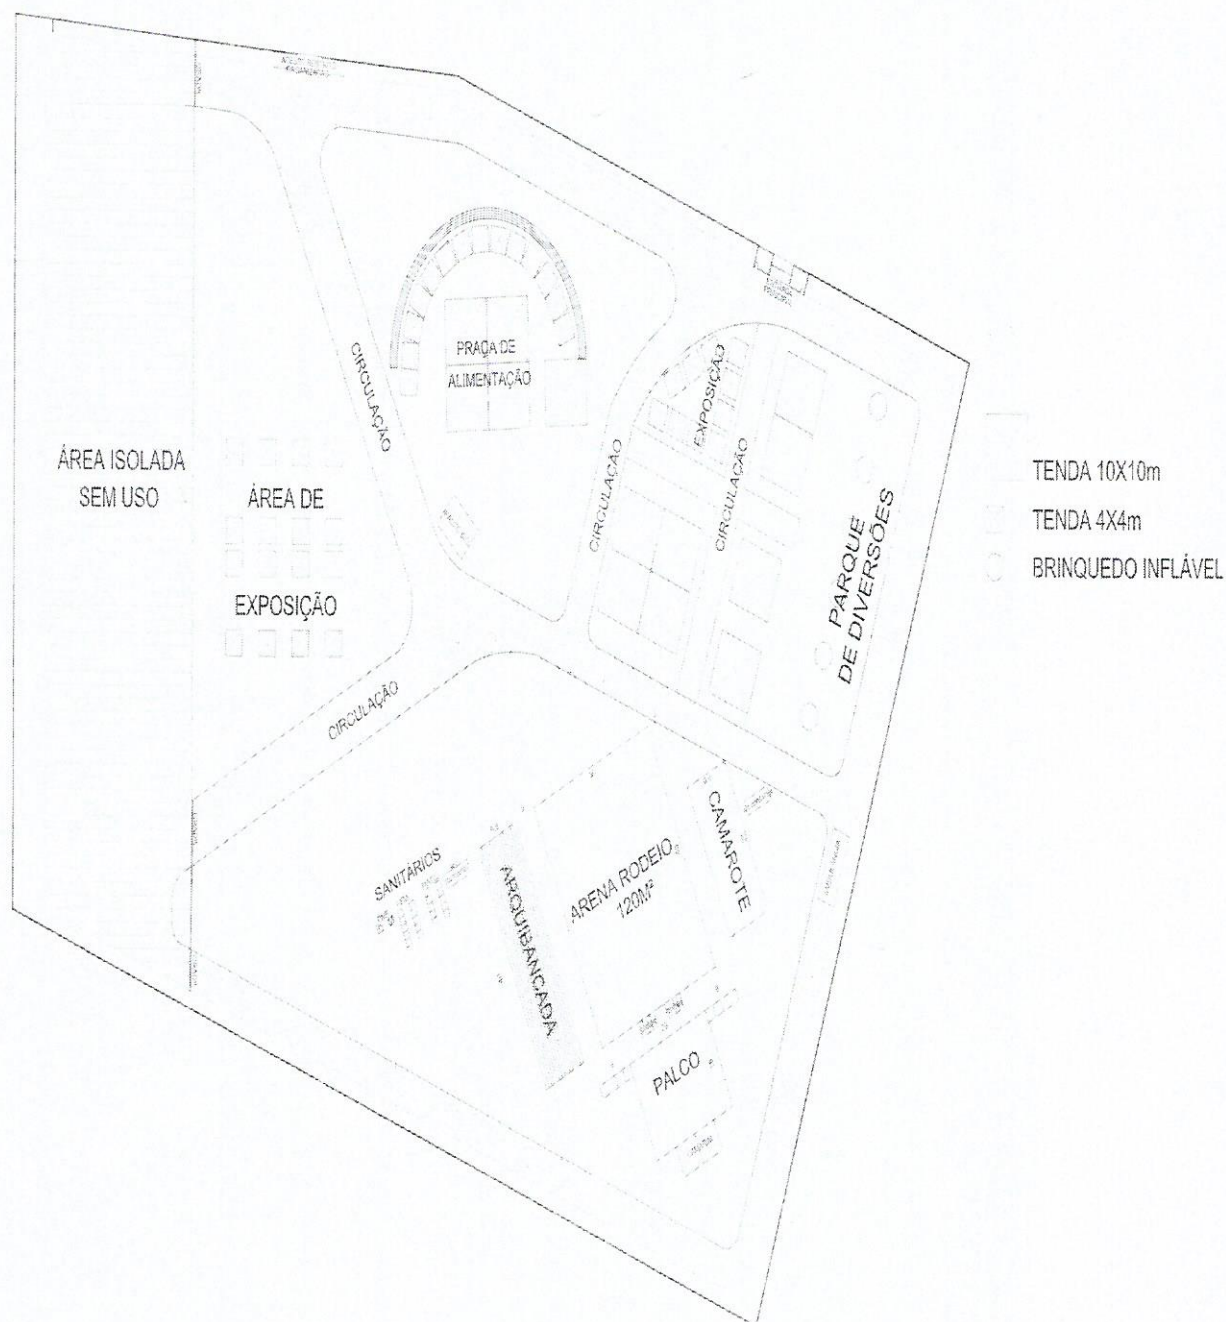 PRAÇA DE
ALIMENTAÇÃO
CIRCULAÇÃO
EXPOSIÇÃO
CIRCULAÇÃO
CIRCULAÇÃO
ÁREA ISOLADA
SEM USO
ÁREA DE
EXPOSIÇÃO
PARQUE
DE DIVERSÕES
TENDA 10X10m
TENDA 4X4m
BRINQUEDO INFLÁVEL
CIRCULAÇÃO
SANITÁRIOS
ARQUIBANCADA
ARENA RODEIO
120M²
CAMAROTE
PALCO